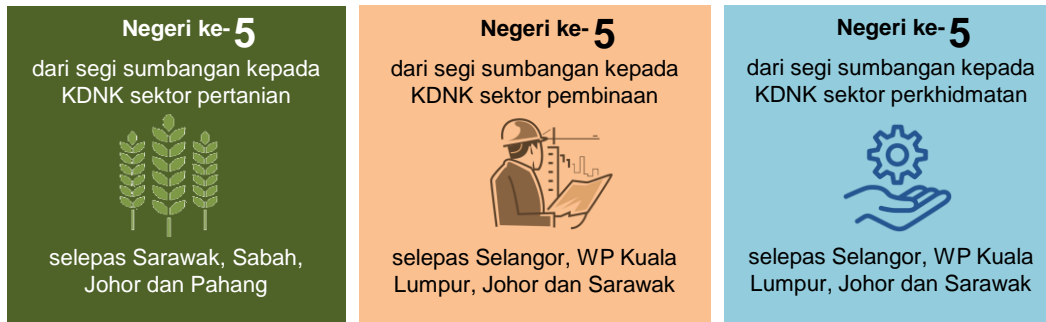 Negeri ke- 5
dari segi sumbangan kepada
KDNK sektor pertanian
selepas Sarawak, Sabah,
Johor dan Pahang
Negeri ke- 5
dari segi sumbangan kepada
KDNK sektor pembinaan
selepas Selangor, WP Kuala
Lumpur, Johor dan Sarawak
Negeri ke- 5
dari segi sumbangan kepada
KDNK sektor perkhidmatan
selepas Selangor, WP Kuala
Lumpur, Johor dan Sarawak